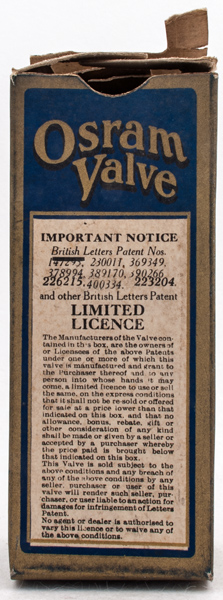 Osram
Valve
IMPORTANT NOTICE
British Letters Patent Nos.
230011, 369349,
378994, 389170, 390266
226215, 400334. 223204.
and other British Letters Patent
LIMITED
LICENCE
The Manufacturers of the Valve con-
tained in this box, are the owners of
or Licensees of the above Patents
under one or more of which this
valve is manufactured and grant to
the Purchaser thereof and to any
person into whose hands it may
come, a limited licence to use or sell
the same, on the express conditions
that it shall not be re-sold or offered
for sale at a price lower than that
indicated on this box, and that no
allowance, bonus, rebate, gift or
other consideration of any kind
shall be made or given by a seller or
accepted by a purchaser whereby
the price paid is brought below
that indicated on this box.
This Valve is sold subject to the
above conditions and any breach of
any of the above conditions by any
seller, purchaser or user of this
valve will render such seller, pur-
chaser, or user liable to an action for
damages for infringement of Letters
Patent.
No agent or dealer is authorised to
vary this licence or to waive any of
the above conditions.